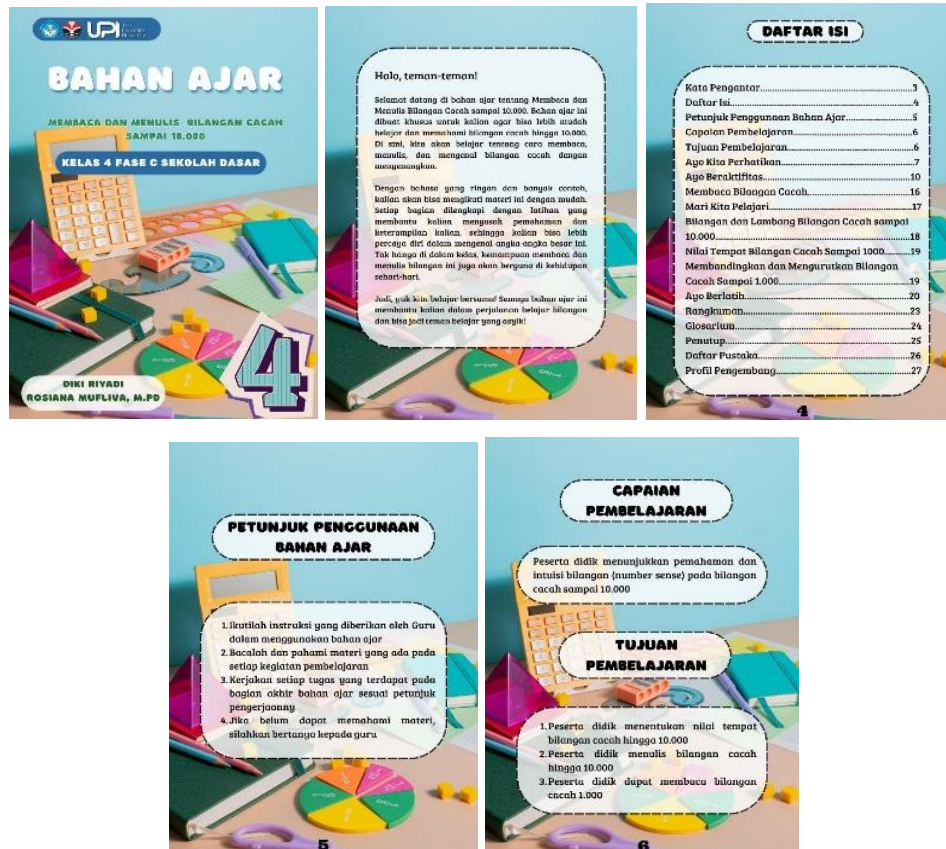 UPI
BAHAN AJAR
MEMBACA DAN MENULIS BILANGAN CACAH
SAMPAI 10.000
KELAS 4 FASE C SEKOLAH DASAR
4
DIKI RIYADI
ROSIANA MUFLIVA, M.PD
Halo, teman-teman!
Selamat datang di bahan ajar tentang Membaca dan
Menulis Bilangan Cacah sampai 10.000. Bahan ajar ini
dibuat khusus untuk kalian agar bisa lebih mudah
belajar dan memahami bilangan cacah hingga 10.000.
Di sini, kita akan belajar tentang cara membaca,
menulis, dan mengenal bilangan cacah dengan
menyenangkan.
Dengan bahasa yang ringan dan banyak contoh,
kalian akan bisa mengikuti materi ini dengan mudah.
Setiap bagian dilengkapi dengan latihan yang
membantu kalian mengasah pemahaman dan
keterampilan kalian, sehingga kalian bisa lebih
percaya diri dalam mengenal angka-angka besar ini.
Tak hanya di dalam kelas, kemampuan membaca dan
menulis bilangan ini juga akan berguna di kehidupan
sehari-hari.
Jadi, yuk kita belajar bersama! Semoga bahan ajar ini
membantu kalian dalam perjalanan belajar bilangan
dan bisa jadi teman belajar yang asyik!
DAFTAR ISI
Kata Pengantar 3
Daftar Isi 4
Petunjuk Penggunaan Bahan Ajar 5
Capaian Pembelajaran 6
Tujuan Pembelajaran 6
Ayo Kita Perhatikan 7
Ayo Beraktifitas 10
Membaca Bilangan Cacah 16
Mari Kita Pelajari 17
Bilangan dan Lambang Bilangan Cacah sampai
10.000 18
Nilai Tempat Bilangan Cacah Sampai 1000 19
Membandingkan dan Mengurutkan Bilangan
Cacah Sampai 1.000 19
Ayo Berlatih 20
Rangkuman 23
Glosarium 24
Penutup 25
Daftar Pustaka 26
Profil Pengembang 27
4
PETUNJUK PENGGUNAAN
BAHAN AJAR
1. Ikutilah instruksi yang diberikan oleh Guru
dalam menggunakan bahan ajar
2. Bacalah dan pahami materi yang ada pada
setiap kegiatan pembelajaran
3. Kerjakan setiap tugas yang terdapat pada
bagian akhir bahan ajar sesuai petunjuk
pengerjaanny
4. Jika belum dapat memahami materi,
silahkan bertanya kepada guru
5
CAPAIAN
PEMBELAJARAN
Peserta didik menunjukkan pemahaman dan
intuisi bilangan (number sense) pada bilangan
cacah sampai 10.000
TUJUAN
PEMBELAJARAN
1. Peserta didik menentukan nilai tempat
bilangan cacah hingga 10.000
2. Peserta didik menulis bilangan cacah
hingga 10.000
3. Peserta didik dapat membaca bilangan
cacah 1.000
6